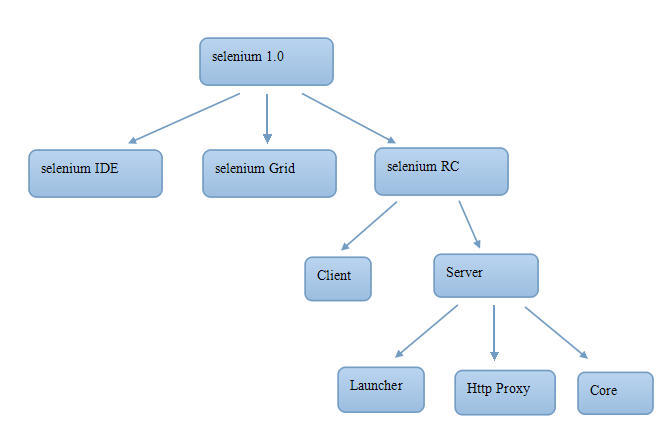 selenium 1.0
selenium IDE
selenium Grid
selenium RC
Client
Server
Launcher
Http Proxy
Core